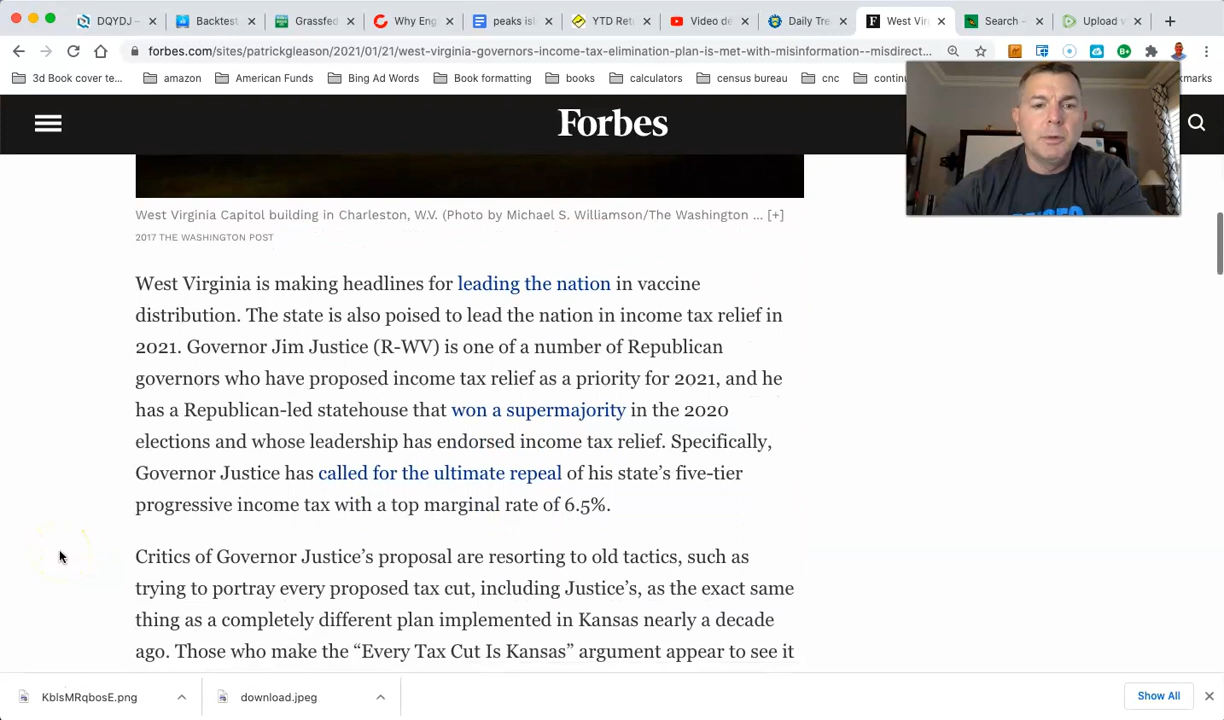 DQYDJ –
Backtest
Grassfed
Why Eng
peaks isl
YTD Ret
Video de
Daily Tre
West Vir
Search –
Upload v
forbes.com/sites/patrickgleason/2021/01/21/west-virginia-governors-income-tax-elimination-plan-is-met-with-misinformation--misdirect...
3d Book cover te...
amazon
American Funds
Bing Ad Words
Book formatting
books
calculators
census bureau
cnc
contin
kmarks
Forbes
West Virginia Capitol building in Charleston, W.V. (Photo by Michael S. Williamson/The Washington ... [+]
2017 THE WASHINGTON POST
West Virginia is making headlines for leading the nation in vaccine
distribution. The state is also poised to lead the nation in income tax relief in
2021. Governor Jim Justice (R-WV) is one of a number of Republican
governors who have proposed income tax relief as a priority for 2021, and he
has a Republican-led statehouse that won a supermajority in the 2020
elections and whose leadership has endorsed income tax relief. Specifically,
Governor Justice has called for the ultimate repeal of his state's five-tier
progressive income tax with a top marginal rate of 6.5%.
Critics of Governor Justice's proposal are resorting to old tactics, such as
trying to portray every proposed tax cut, including Justice's, as the exact same
thing as a completely different plan implemented in Kansas nearly a decade
ago. Those who make the “Every Tax Cut Is Kansas” argument appear to see it
KblsMRqbosE.png
download.jpeg
Show All